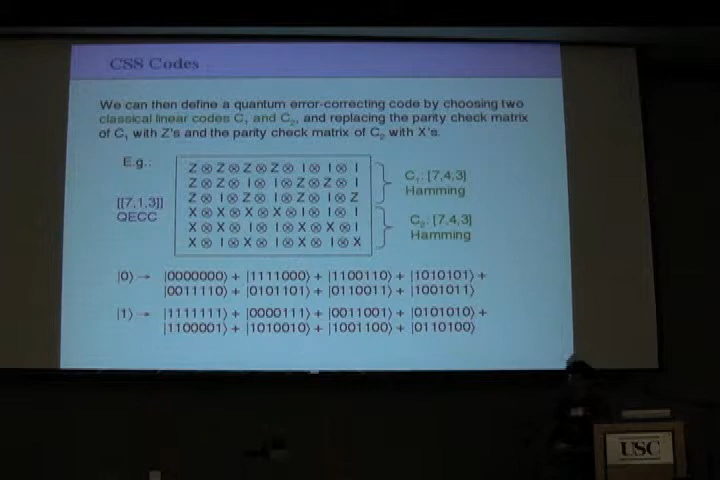 CSS Codes
We can then define a quantum error-correcting code by choosing two
classical linear codes C₁ and C₂, and replacing the parity check matrix
of C₁ with Z's and the parity check matrix of C₂ with X's.
E.g.:
[[7,1,3]]
QECC
Z ⊗ Z ⊗ Z ⊗ Z ⊗ I ⊗ I ⊗ I
Z ⊗ Z ⊗ I ⊗ I ⊗ Z ⊗ Z ⊗ I
Z ⊗ I ⊗ Z ⊗ I ⊗ Z ⊗ I ⊗ Z
X ⊗ X ⊗ X ⊗ X ⊗ I ⊗ I ⊗ I
X ⊗ X ⊗ I ⊗ I ⊗ X ⊗ X ⊗ I
X ⊗ I ⊗ X ⊗ I ⊗ X ⊗ I ⊗ X
C₁: [7,4,3]
Hamming
C₂: [7,4,3]
Hamming
|0⟩ → |0000000⟩ + |1111000⟩ + |1100110⟩ + |1010101⟩ +
|0011110⟩ + |0101101⟩ + |0110011⟩ + |1001011⟩
|1⟩ → |1111111⟩ + |0000111⟩ + |0011001⟩ + |0101010⟩ +
|1100001⟩ + |1010010⟩ + |1001100⟩ + |0110100⟩
USC